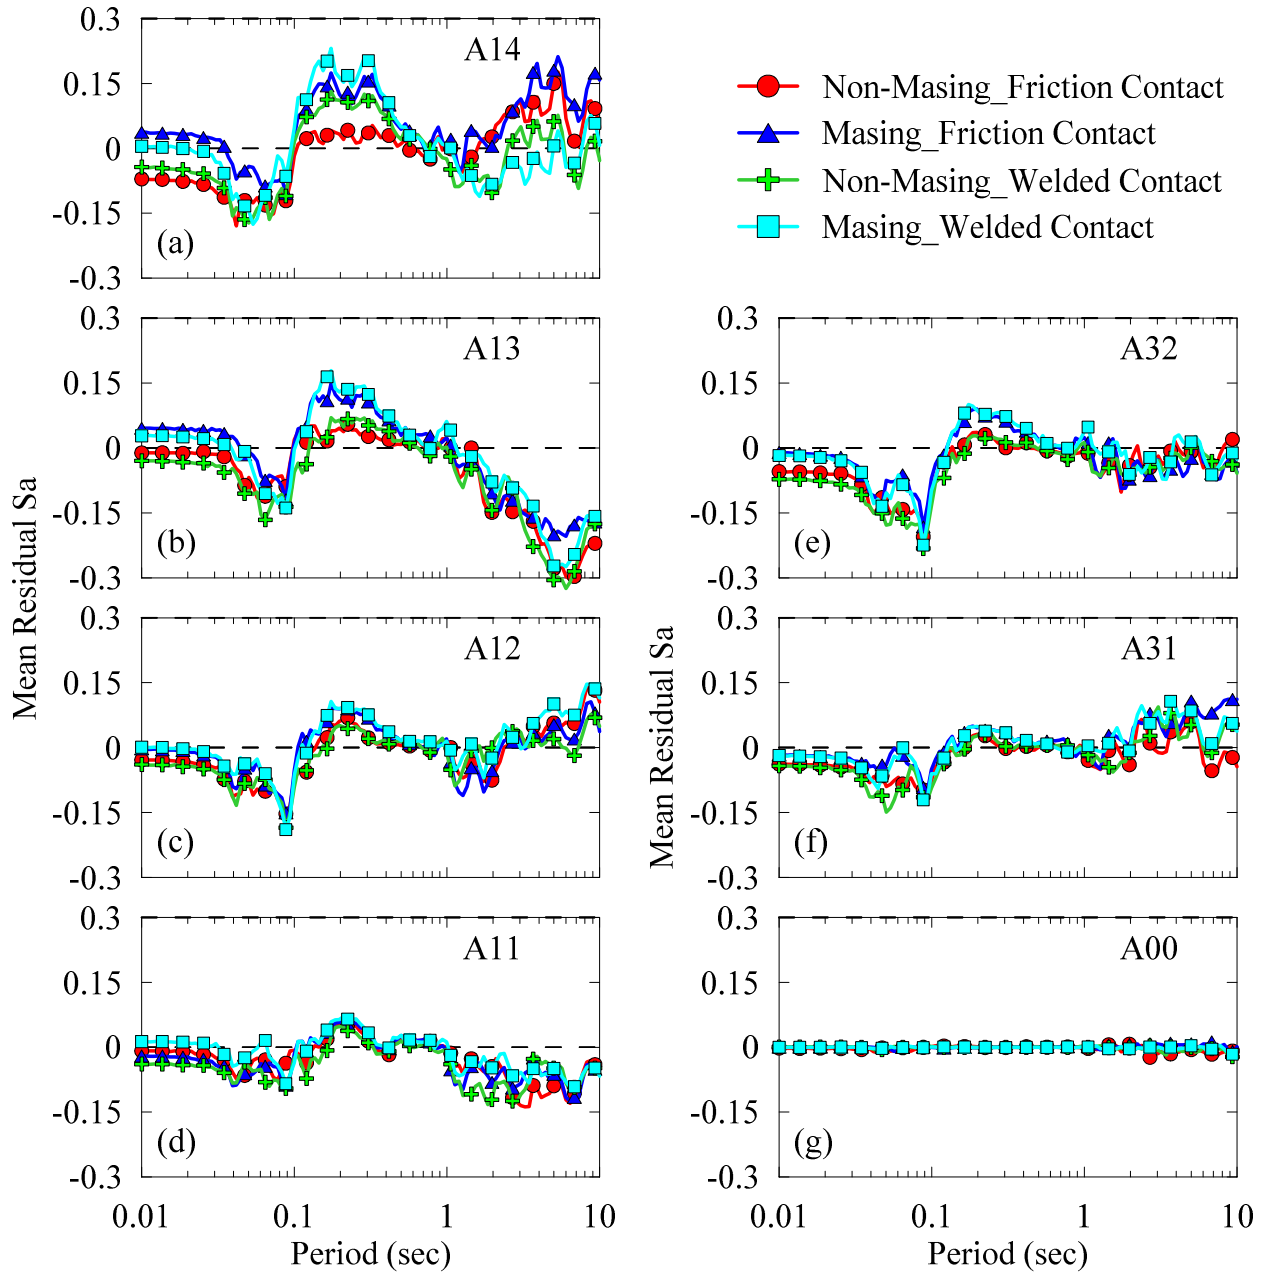 0.3
0.15
0
-0.15
-0.3
A14
(a)
Non-Masing_Friction Contact
Masing_Friction Contact
Non-Masing_Welded Contact
Masing_Welded Contact
0.3
0.15
0
-0.15
-0.3
A13
(b)
0.3
0.15
0
-0.15
-0.3
A32
(e)
Mean Residual Sa
0.3
0.15
0
-0.15
-0.3
A12
(c)
Mean Residual Sa
0.3
0.15
0
-0.15
-0.3
A31
(f)
0.3
0.15
0
-0.15
-0.3
A11
(d)
0.01 0.1 1 10
Period (sec)
0.3
0.15
0
-0.15
-0.3
A00
(g)
0.01 0.1 1 10
Period (sec)